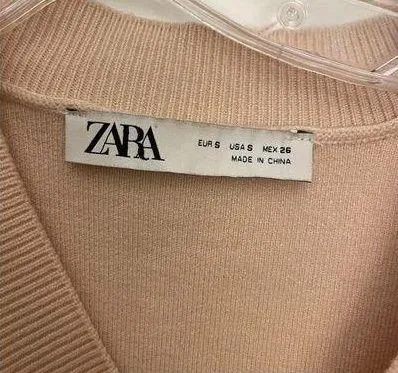 ZARA
EUR S USA S MEX 26
MADE IN CHINA